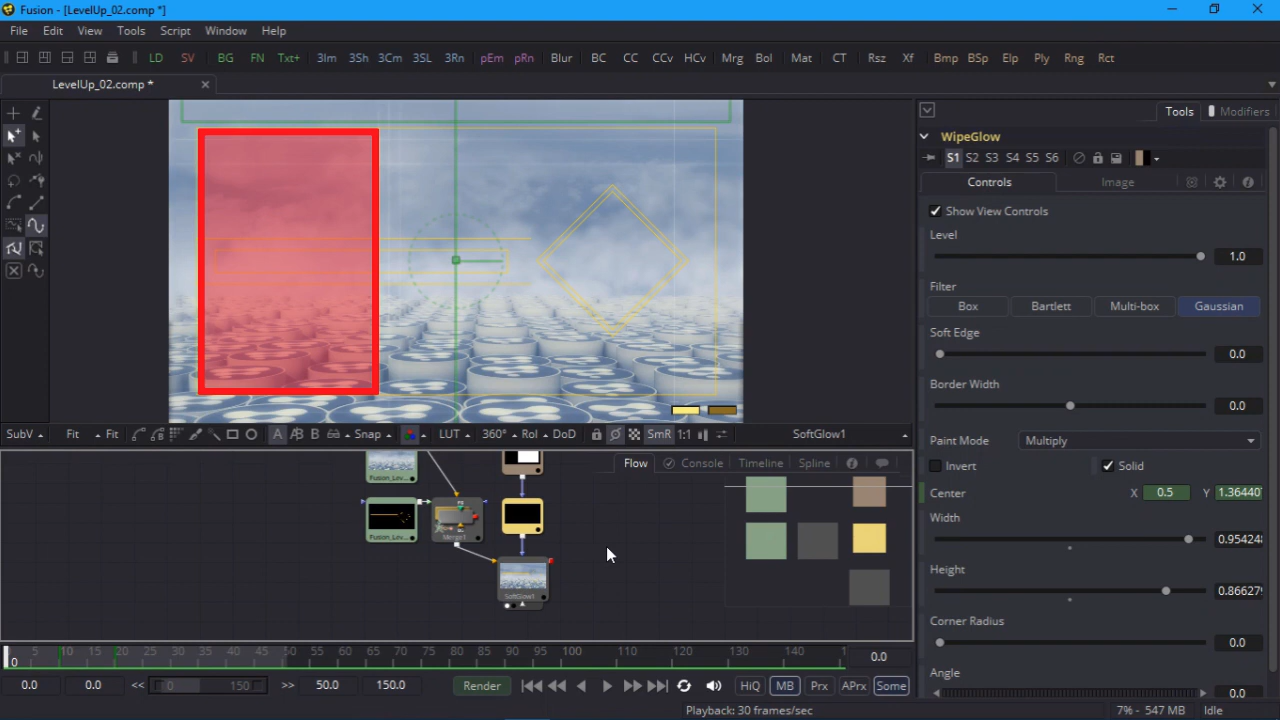 Fusion - [LevelUp_02.comp *]
File Edit View Tools Script Window Help
LD SV BG FN Txt+ 3Im 3Sh 3Cm 3SL 3Rn pEm pRn Blur BC CC CCv HCv Mrg Bol Mat CT Rsz Xf Bmp BSp Elp Ply Rng Rct
LevelUp_02.comp *
Tools Modifiers
WipeGlow
S1 S2 S3 S4 S5 S6
Controls Image
Show View Controls
Level
1.0
Filter
Box Bartlett Multi-box Gaussian
Soft Edge
0.0
Border Width
0.0
Paint Mode Multiply
Invert Solid
Center X 0.5 Y 1.36440
Width
0.95424
Height
0.86627
Corner Radius
0.0
Angle
0.0
SubV Fit Fit A B Snap LUT 360° RoI DoD SmR 1:1 SoftGlow1
Flow Console Timeline Spline
Fusion_Lev...
Fusion_Lev...
Merge3
SoftGlow1
0 5 10 15 20 25 30 35 40 45 50 55 60 65 70 75 80 85 90 95 100 110 120 130 140
0.0
0.0 0.0 << 0 150 >> 50.0 150.0 Render HiQ MB Prx APrx Some
Playback: 30 frames/sec 7% - 547 MB Idle